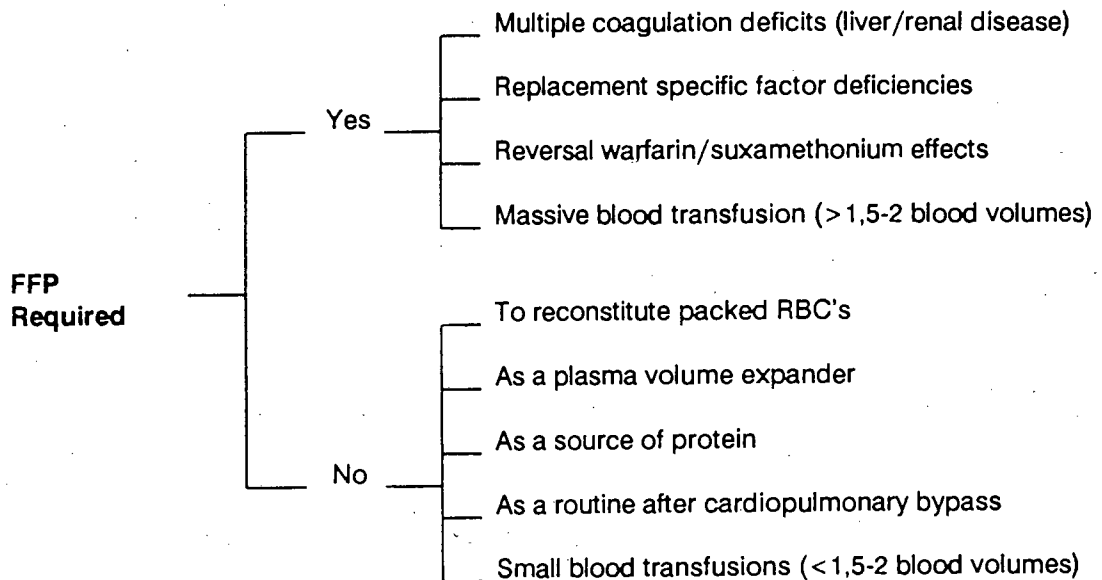 Multiple coagulation deficits (liver/renal disease)
Replacement specific factor deficiencies
Yes
Reversal warfarin/suxamethonium effects
Massive blood transfusion (>1,5-2 blood volumes)
FFP
Required
To reconstitute packed RBC's
As a plasma volume expander
As a source of protein
No
As a routine after cardiopulmonary bypass
Small blood transfusions (<1,5-2 blood volumes)